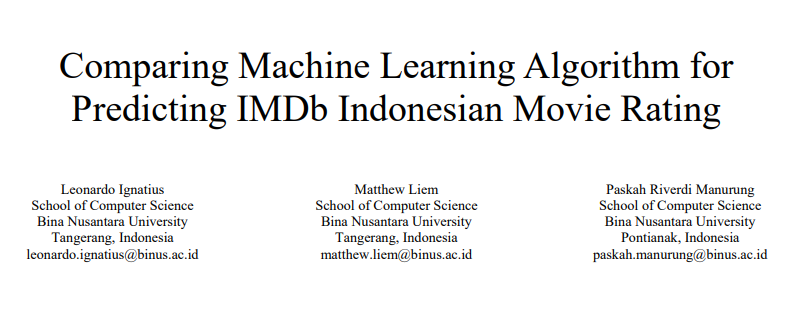 Comparing Machine Learning Algorithm for
Predicting IMDb Indonesian Movie Rating
Leonardo Ignatius
School of Computer Science
Bina Nusantara University
Tangerang, Indonesia
leonardo.ignatius@binus.ac.id
Matthew Liem
School of Computer Science
Bina Nusantara University
Tangerang, Indonesia
matthew.liem@binus.ac.id
Paskah Riverdi Manurung
School of Computer Science
Bina Nusantara University
Pontianak, Indonesia
paskah.manurung@binus.ac.id